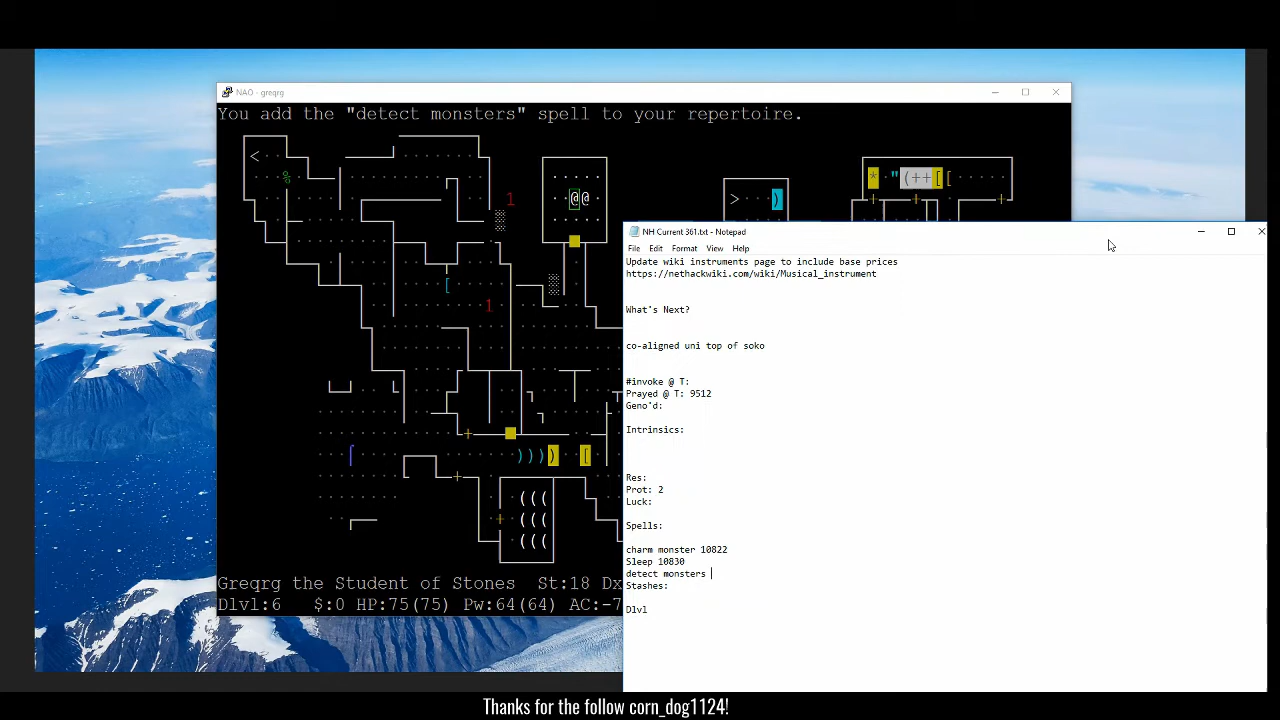 NAO - greqrg
You add the "detect monsters" spell to your repertoire.
NH Current 361.txt - Notepad
File Edit Format View Help
Update wiki instruments page to include base prices
https://nethackwiki.com/wiki/Musical_instrument
What's Next?
co-aligned uni top of soko
#invoke @ T:
Prayed @ T: 9512
Geno'd:
Intrinsics:
Res:
Prot: 2
Luck:
Spells:
charm monster 10822
Sleep 10830
detect monsters
Stashes:
Dlvl
Greqrg the Student of Stones St:18 Dx
Dlvl:6 $:0 HP:75(75) Pw:64(64) AC:-7
Thanks for the follow corn_dog1124!